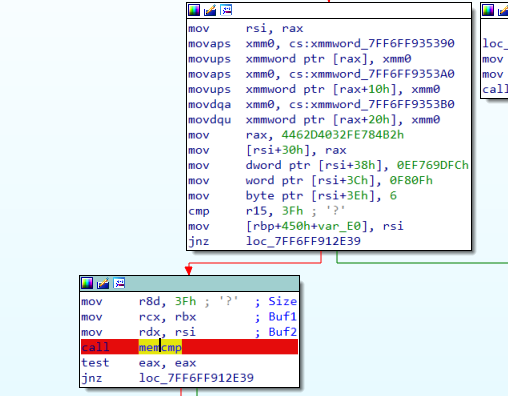 mov     rsi, rax
movaps  xmm0, cs:xmmword_7FF6FF935390
movups  xmmword ptr [rax], xmm0
movaps  xmm0, cs:xmmword_7FF6FF9353A0
movups  xmmword ptr [rax+10h], xmm0
movdqa  xmm0, cs:xmmword_7FF6FF9353B0
movdqu  xmmword ptr [rax+20h], xmm0
mov     rax, 4462D4032FE784B2h
mov     [rsi+30h], rax
mov     dword ptr [rsi+38h], 0EF769DFCh
mov     word ptr [rsi+3Ch], 0F80Fh
mov     byte ptr [rsi+3Eh], 6
cmp     r15, 3Fh ; '?'
mov     [rbp+450h+var_E0], rsi
jnz     loc_7FF6FF912E39
loc_
mov
mov
call
mov     r8d, 3Fh ; '?'  ; Size
mov     rcx, rbx        ; Buf1
mov     rdx, rsi        ; Buf2
call    memcmp
test    eax, eax
jnz     loc_7FF6FF912E39